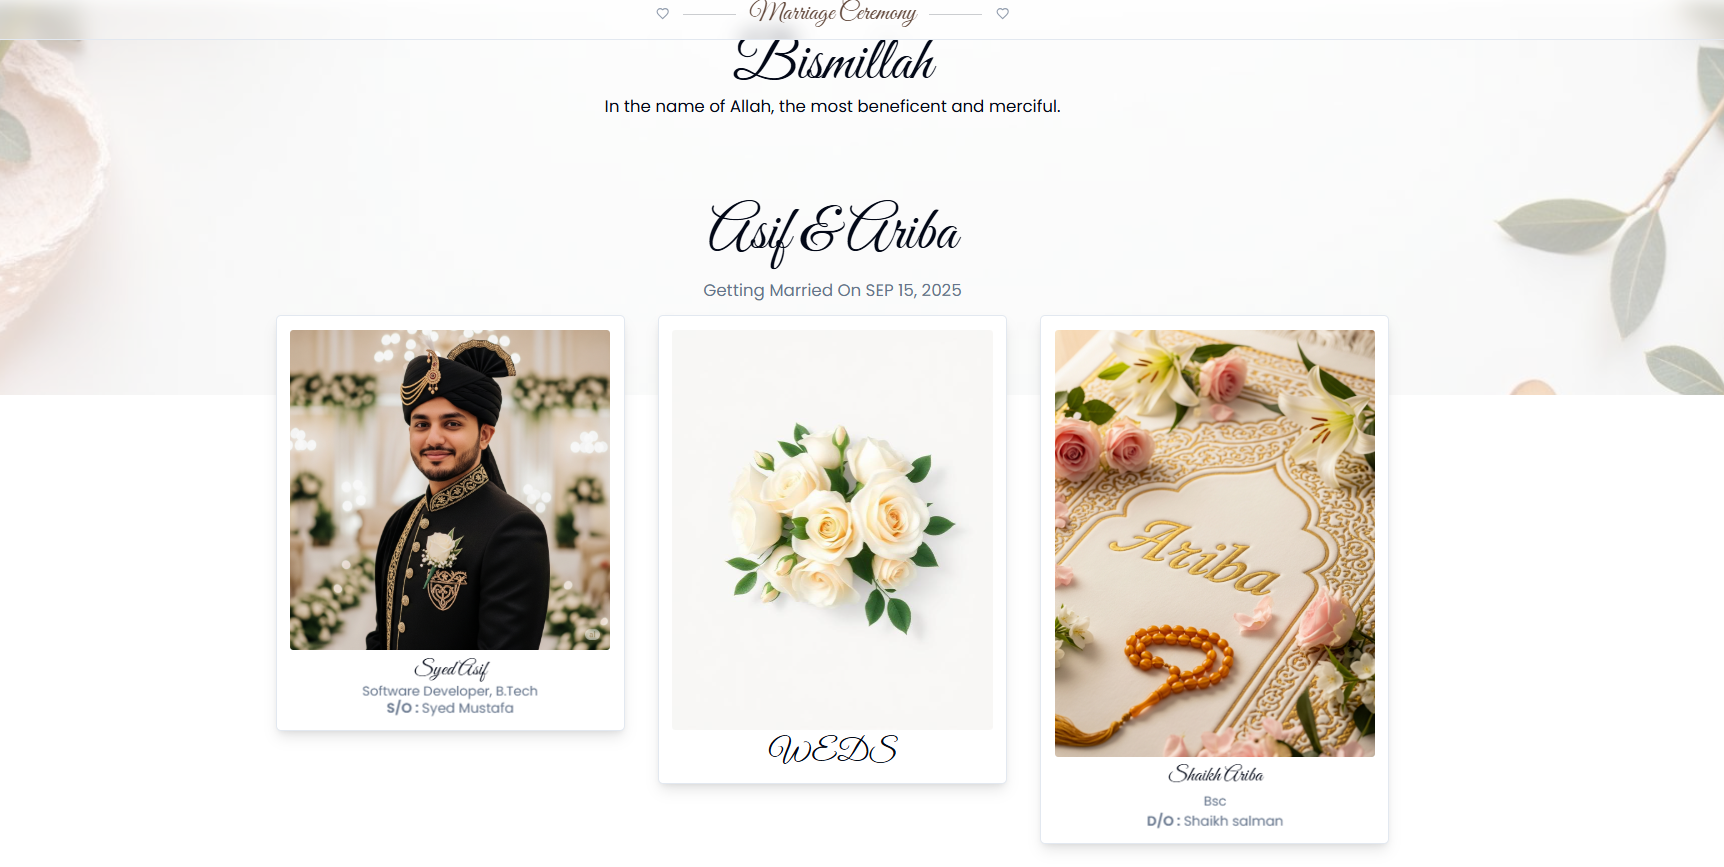 Marriage Ceremony
Bismillah
In the name of Allah, the most beneficent and merciful.
Asif & Ariba
Getting Married On SEP 15, 2025
Syed Asif
Software Developer, B.Tech
S/O : Syed Mustafa
WEDS
Ariba
Shaikh Ariba
Bsc
D/O : Shaikh salman